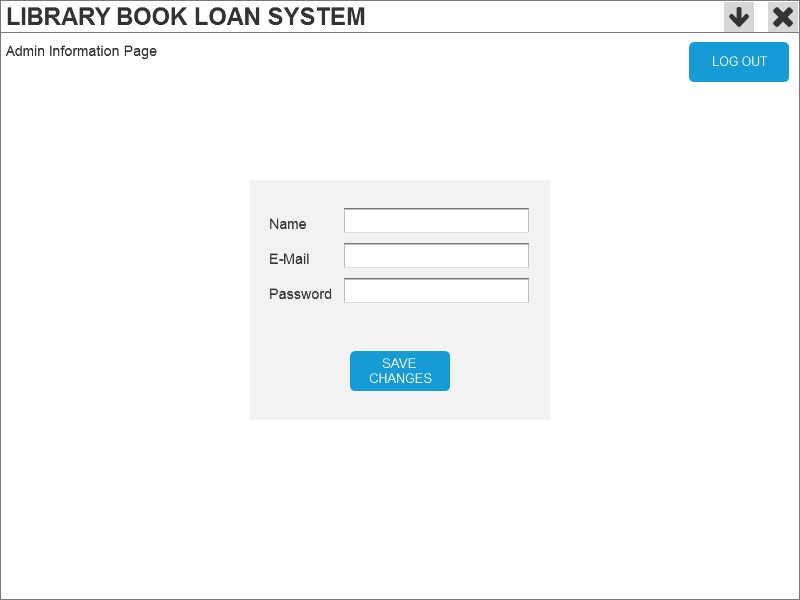 LIBRARY BOOK LOAN SYSTEM
Admin Information Page
LOG OUT
Name
E-Mail
Password
SAVE
CHANGES